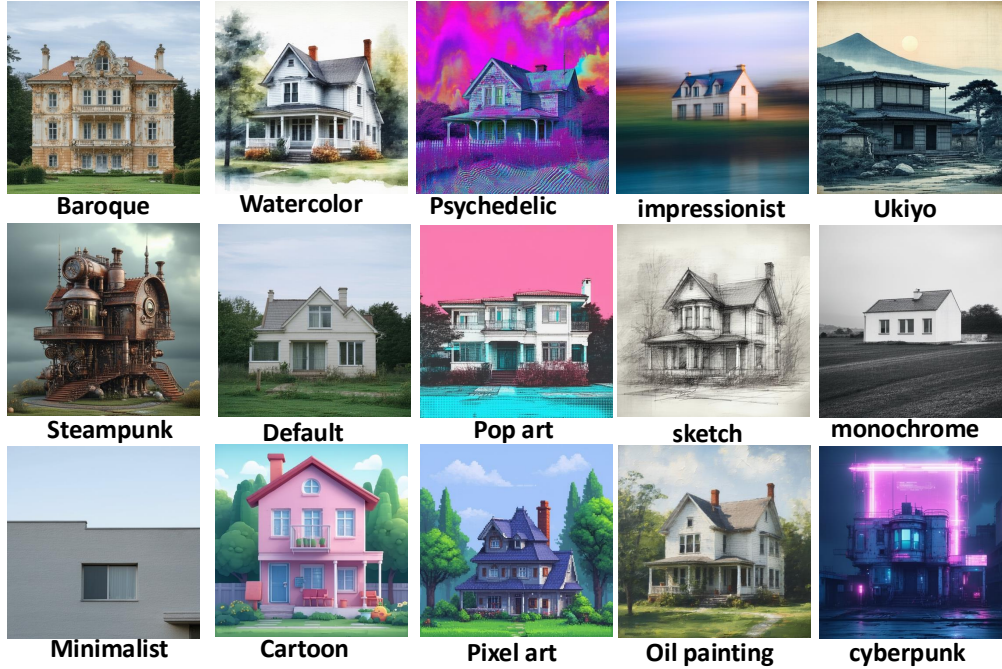 Baroque
Watercolor
Psychedelic
impressionist
Ukiyo
Steampunk
Default
Pop art
sketch
monochrome
Minimalist
Cartoon
Pixel art
Oil painting
cyberpunk